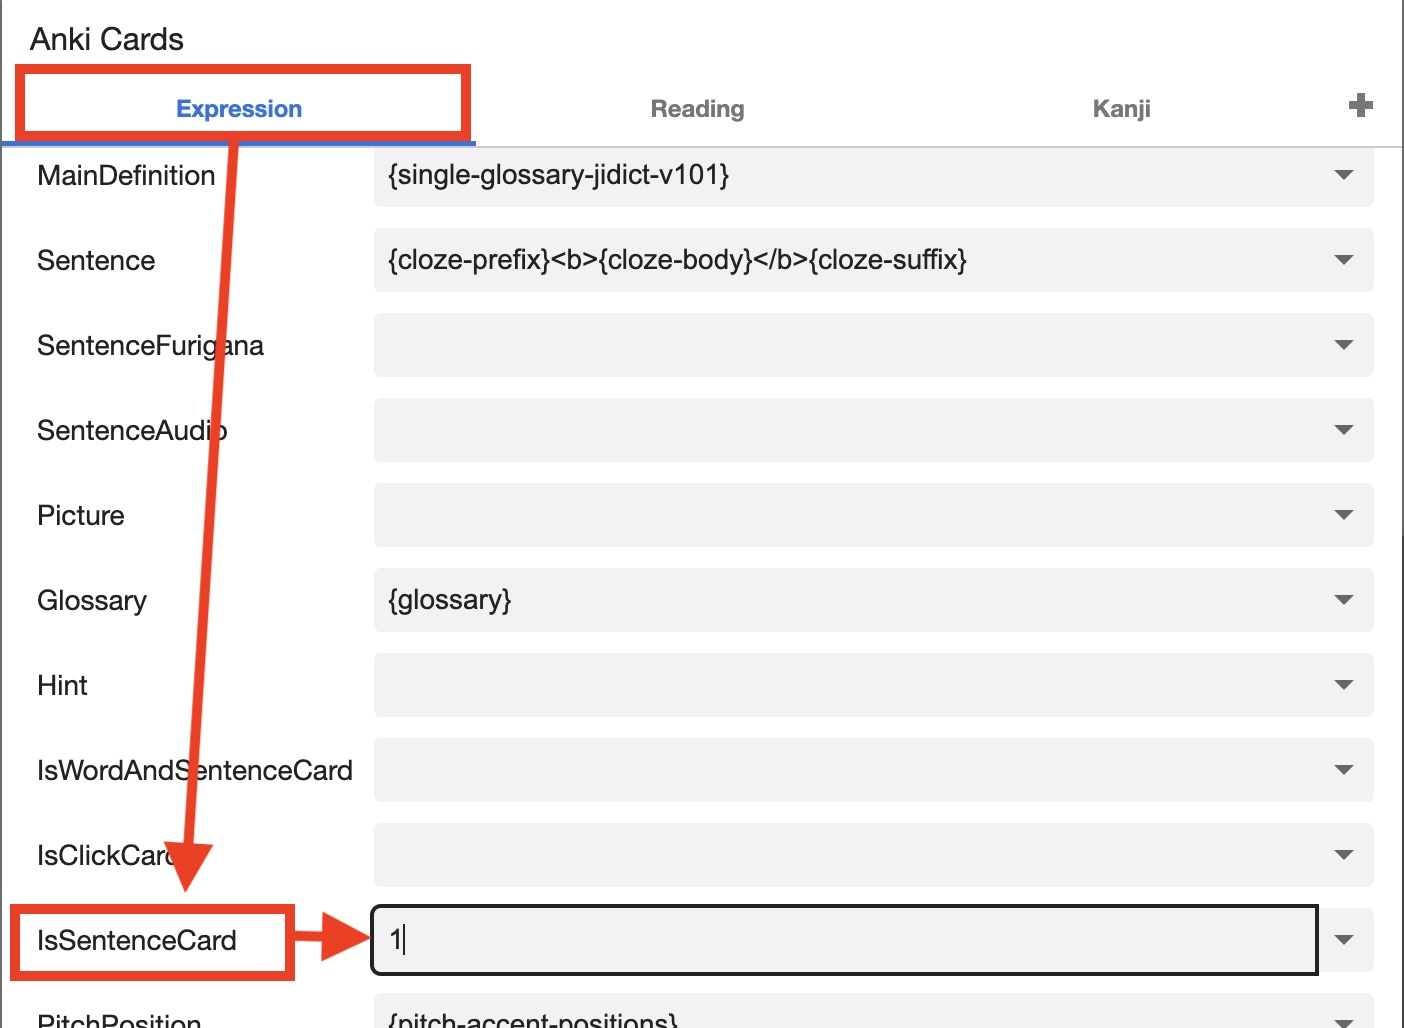 Anki Cards
Expression Reading Kanji
MainDefinition {single-glossary-jidict-v101}
Sentence {cloze-prefix}<b>{cloze-body}</b>{cloze-suffix}
SentenceFurigana
SentenceAudio
Picture
Glossary {glossary}
Hint
IsWordAndSentenceCard
IsClickCard
IsSentenceCard 1
PitchPosition {pitch-accent-positions}